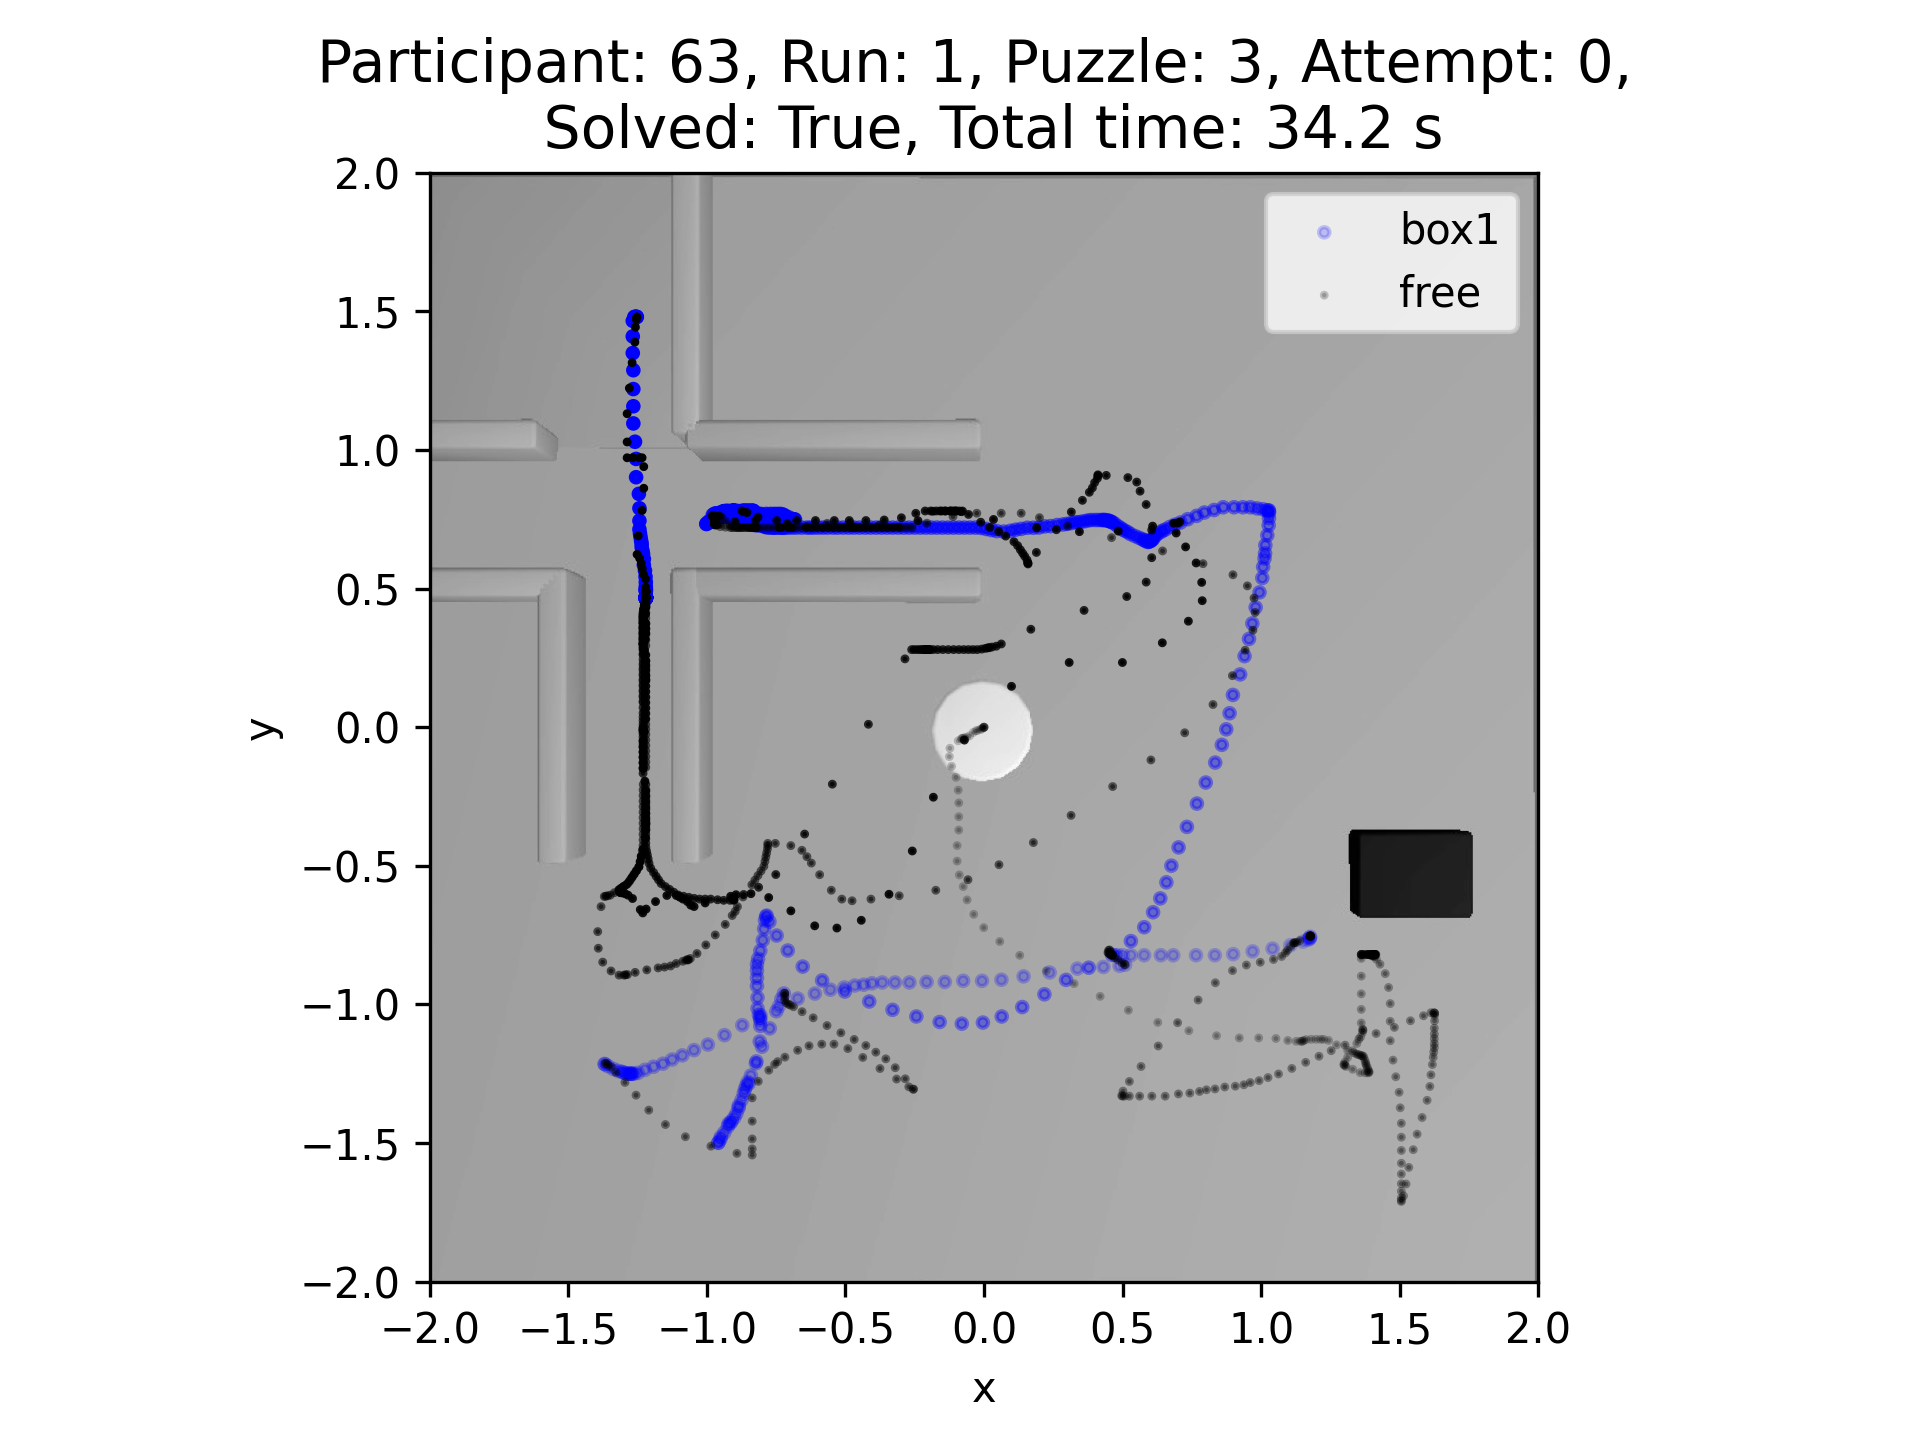 Participant: 63, Run: 1, Puzzle: 3, Attempt: 0,
Solved: True, Total time: 34.2 s
2.0
1.5
1.0
0.5
0.0
−0.5
−1.0
−1.5
−2.0
y
box1
free
−2.0 −1.5 −1.0 −0.5 0.0 0.5 1.0 1.5 2.0
x